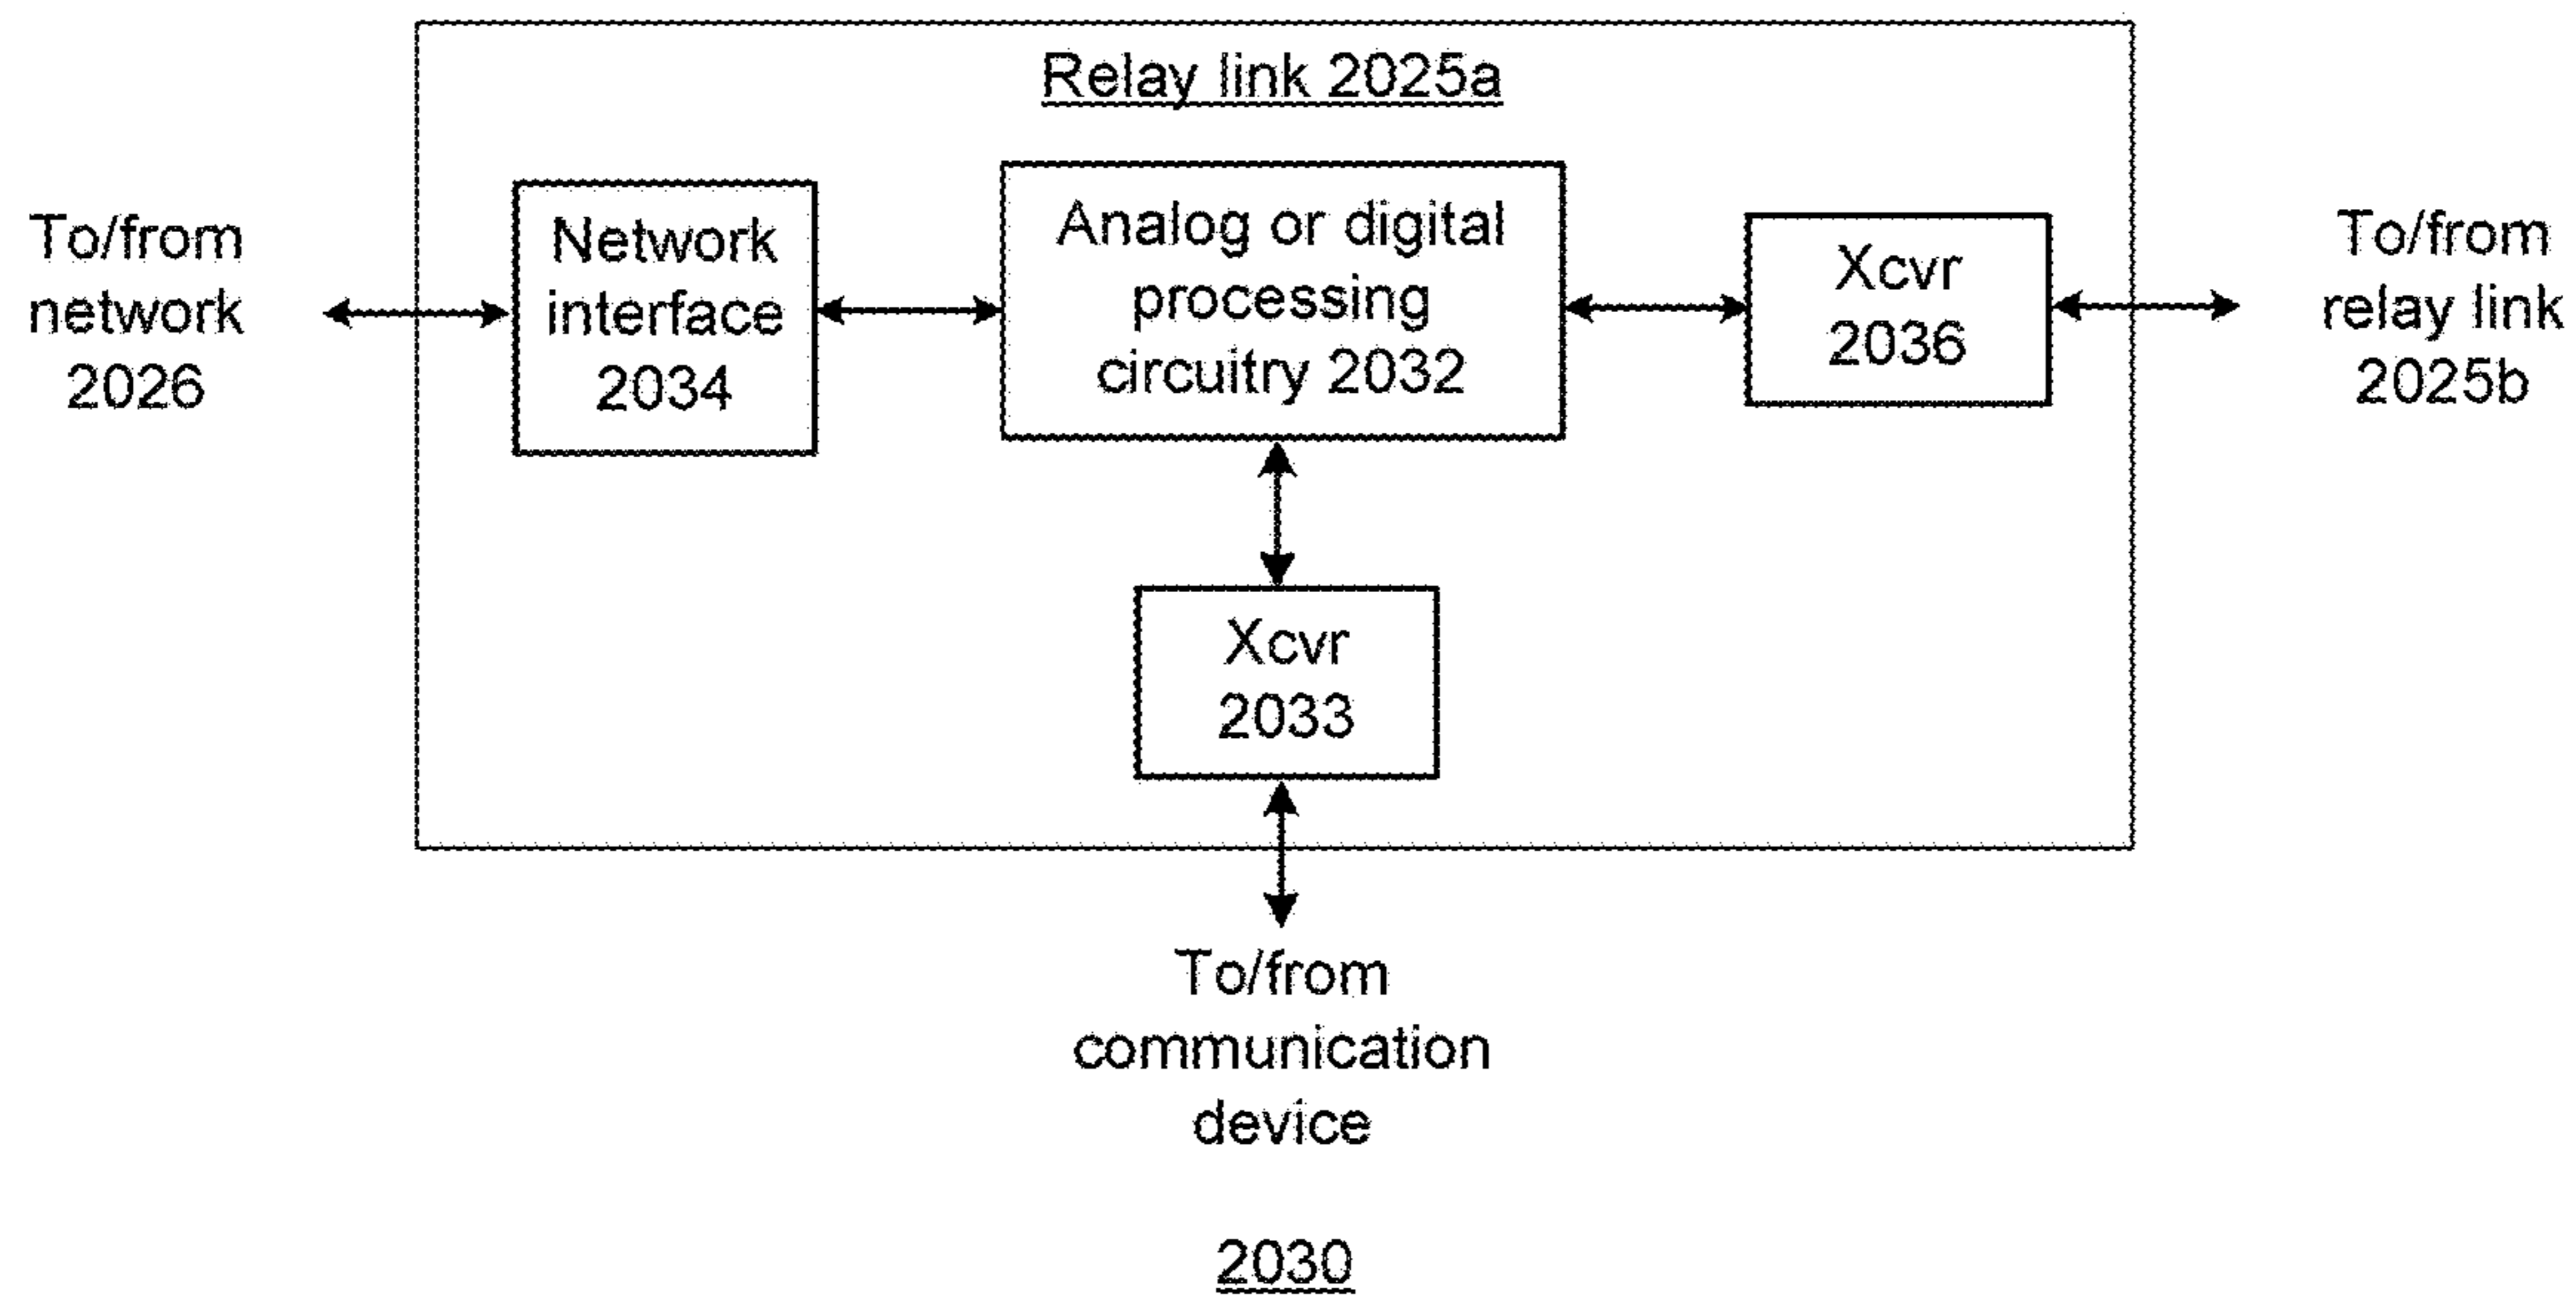 Relay link 2025a
To/from
network
2026
Network
interface
2034
Analog or digital
processing
circuitry 2032
Xcvr
2036
To/from
relay link
2025b
Xcvr
2033
To/from
communication
device
2030